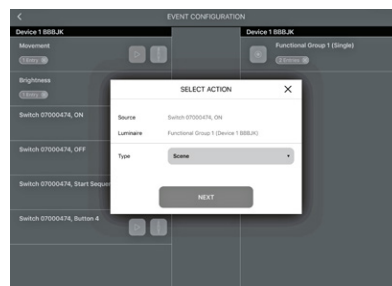 EVENT CONFIGURATION
Device 1 BBBJK
Movement
1 Entry
Brightness
1 Entry
Switch 07000474, ON
Switch 07000474, OFF
Switch 07000474, Start Sequen
Switch 07000474, Button 4
Device 1 BBBJK
Functional Group 1 (Single)
2 Entries
SELECT ACTION
Source
Switch 07000474, ON
Luminaire
Functional Group 1 (Device 1 BBBJK)
Type
Scene
NEXT